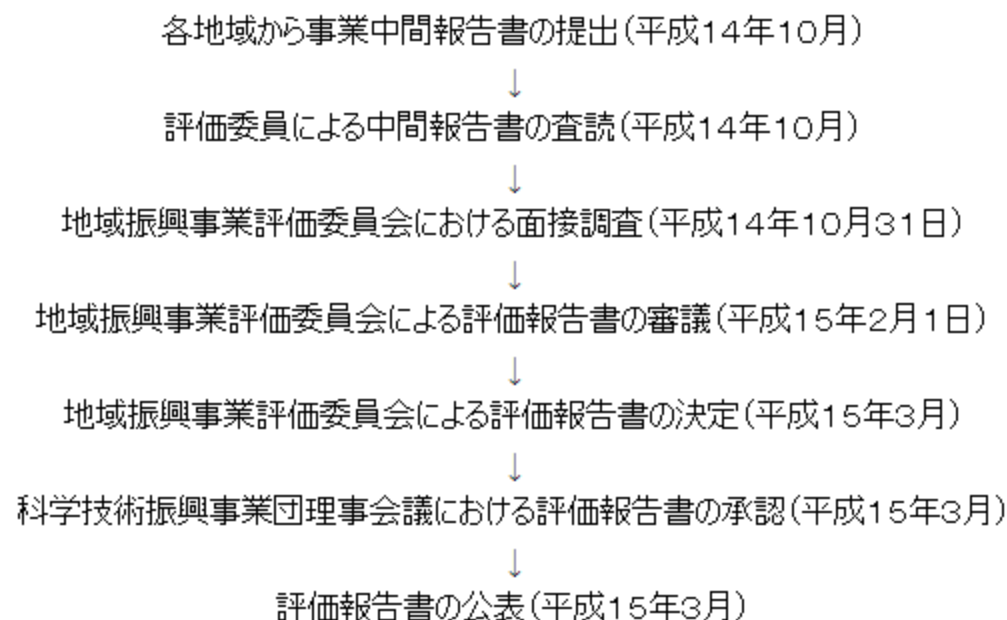 各地域から事業中間報告書の提出(平成14年10月)
↓
評価委員による中間報告書の査読(平成14年10月)
↓
地域振興事業評価委員会における面接調査(平成14年10月31日)
↓
地域振興事業評価委員会による評価報告書の審議(平成15年2月1日)
↓
地域振興事業評価委員会による評価報告書の決定(平成15年3月)
↓
科学技術振興事業団理事会議における評価報告書の承認(平成15年3月)
↓
評価報告書の公表(平成15年3月)